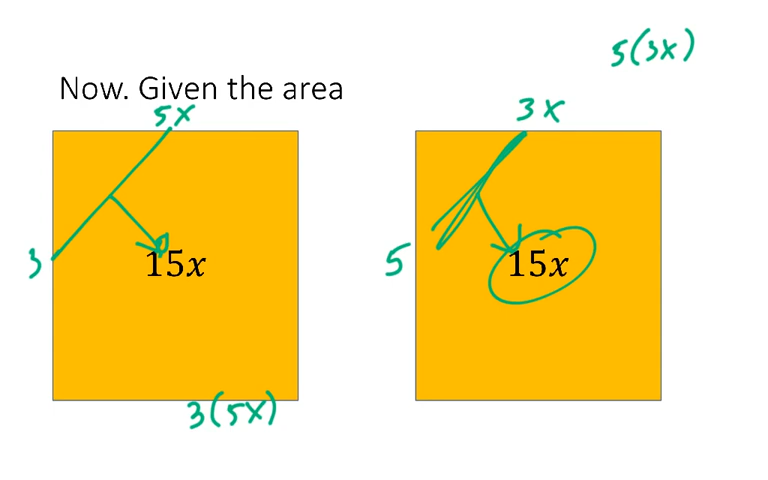 5(3x)
Now. Given the area
5x
3x
3
15x
5
15x
3(5x)